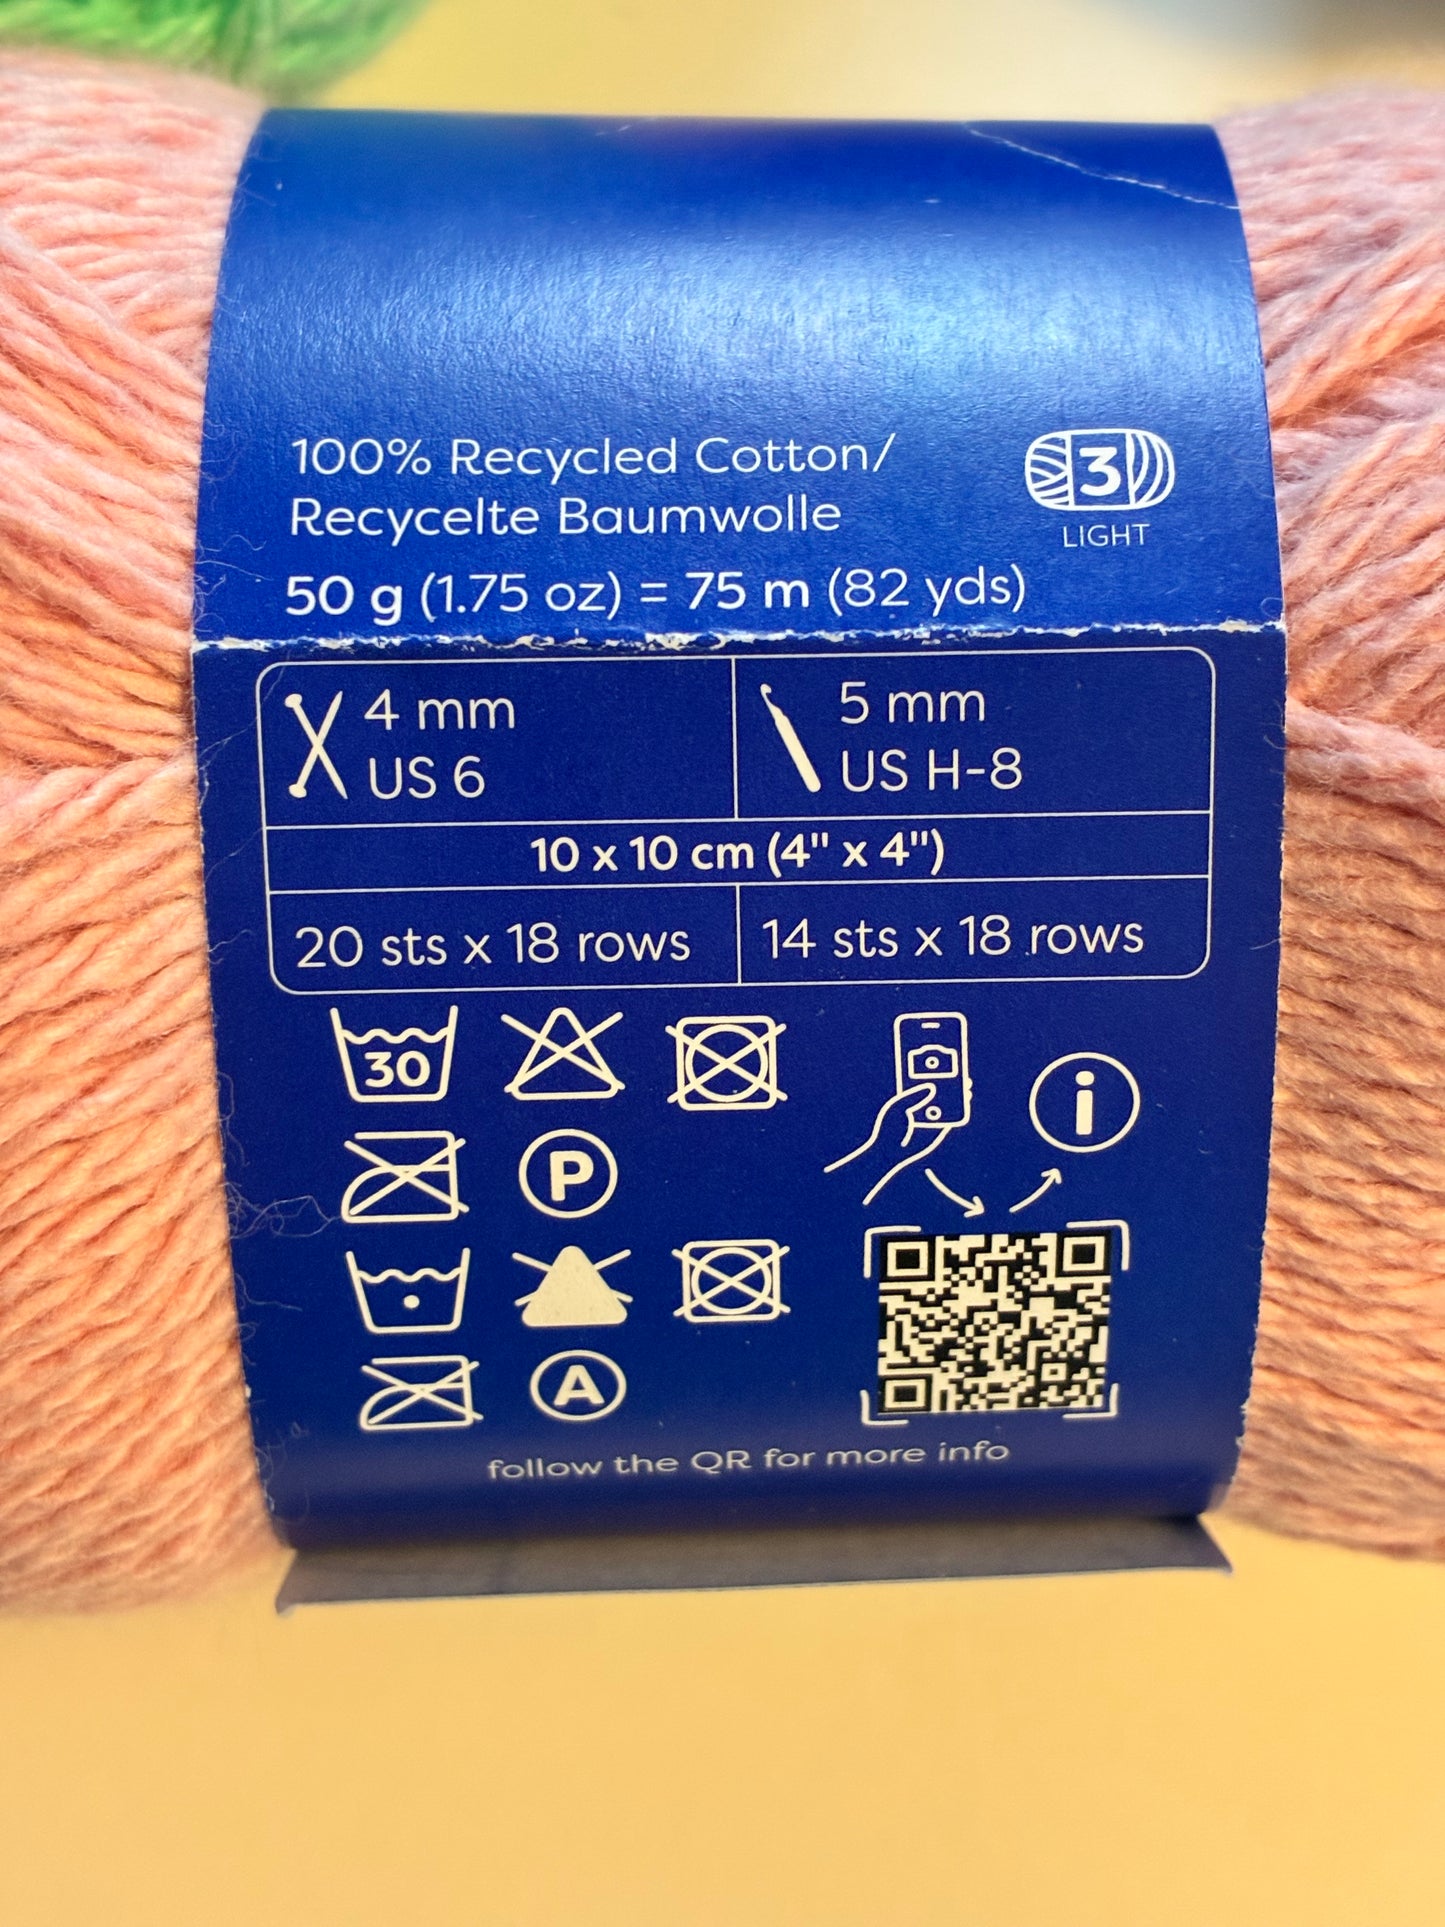 100% Recycled Cotton/
Recycelte Baumwolle
3
LIGHT
50 g (1.75 oz) = 75 m (82 yds)
4 mm
US 6
5 mm
US H-8
10 x 10 cm (4" x 4")
20 sts x 18 rows
14 sts x 18 rows
30
i
P
A
follow the QR for more info